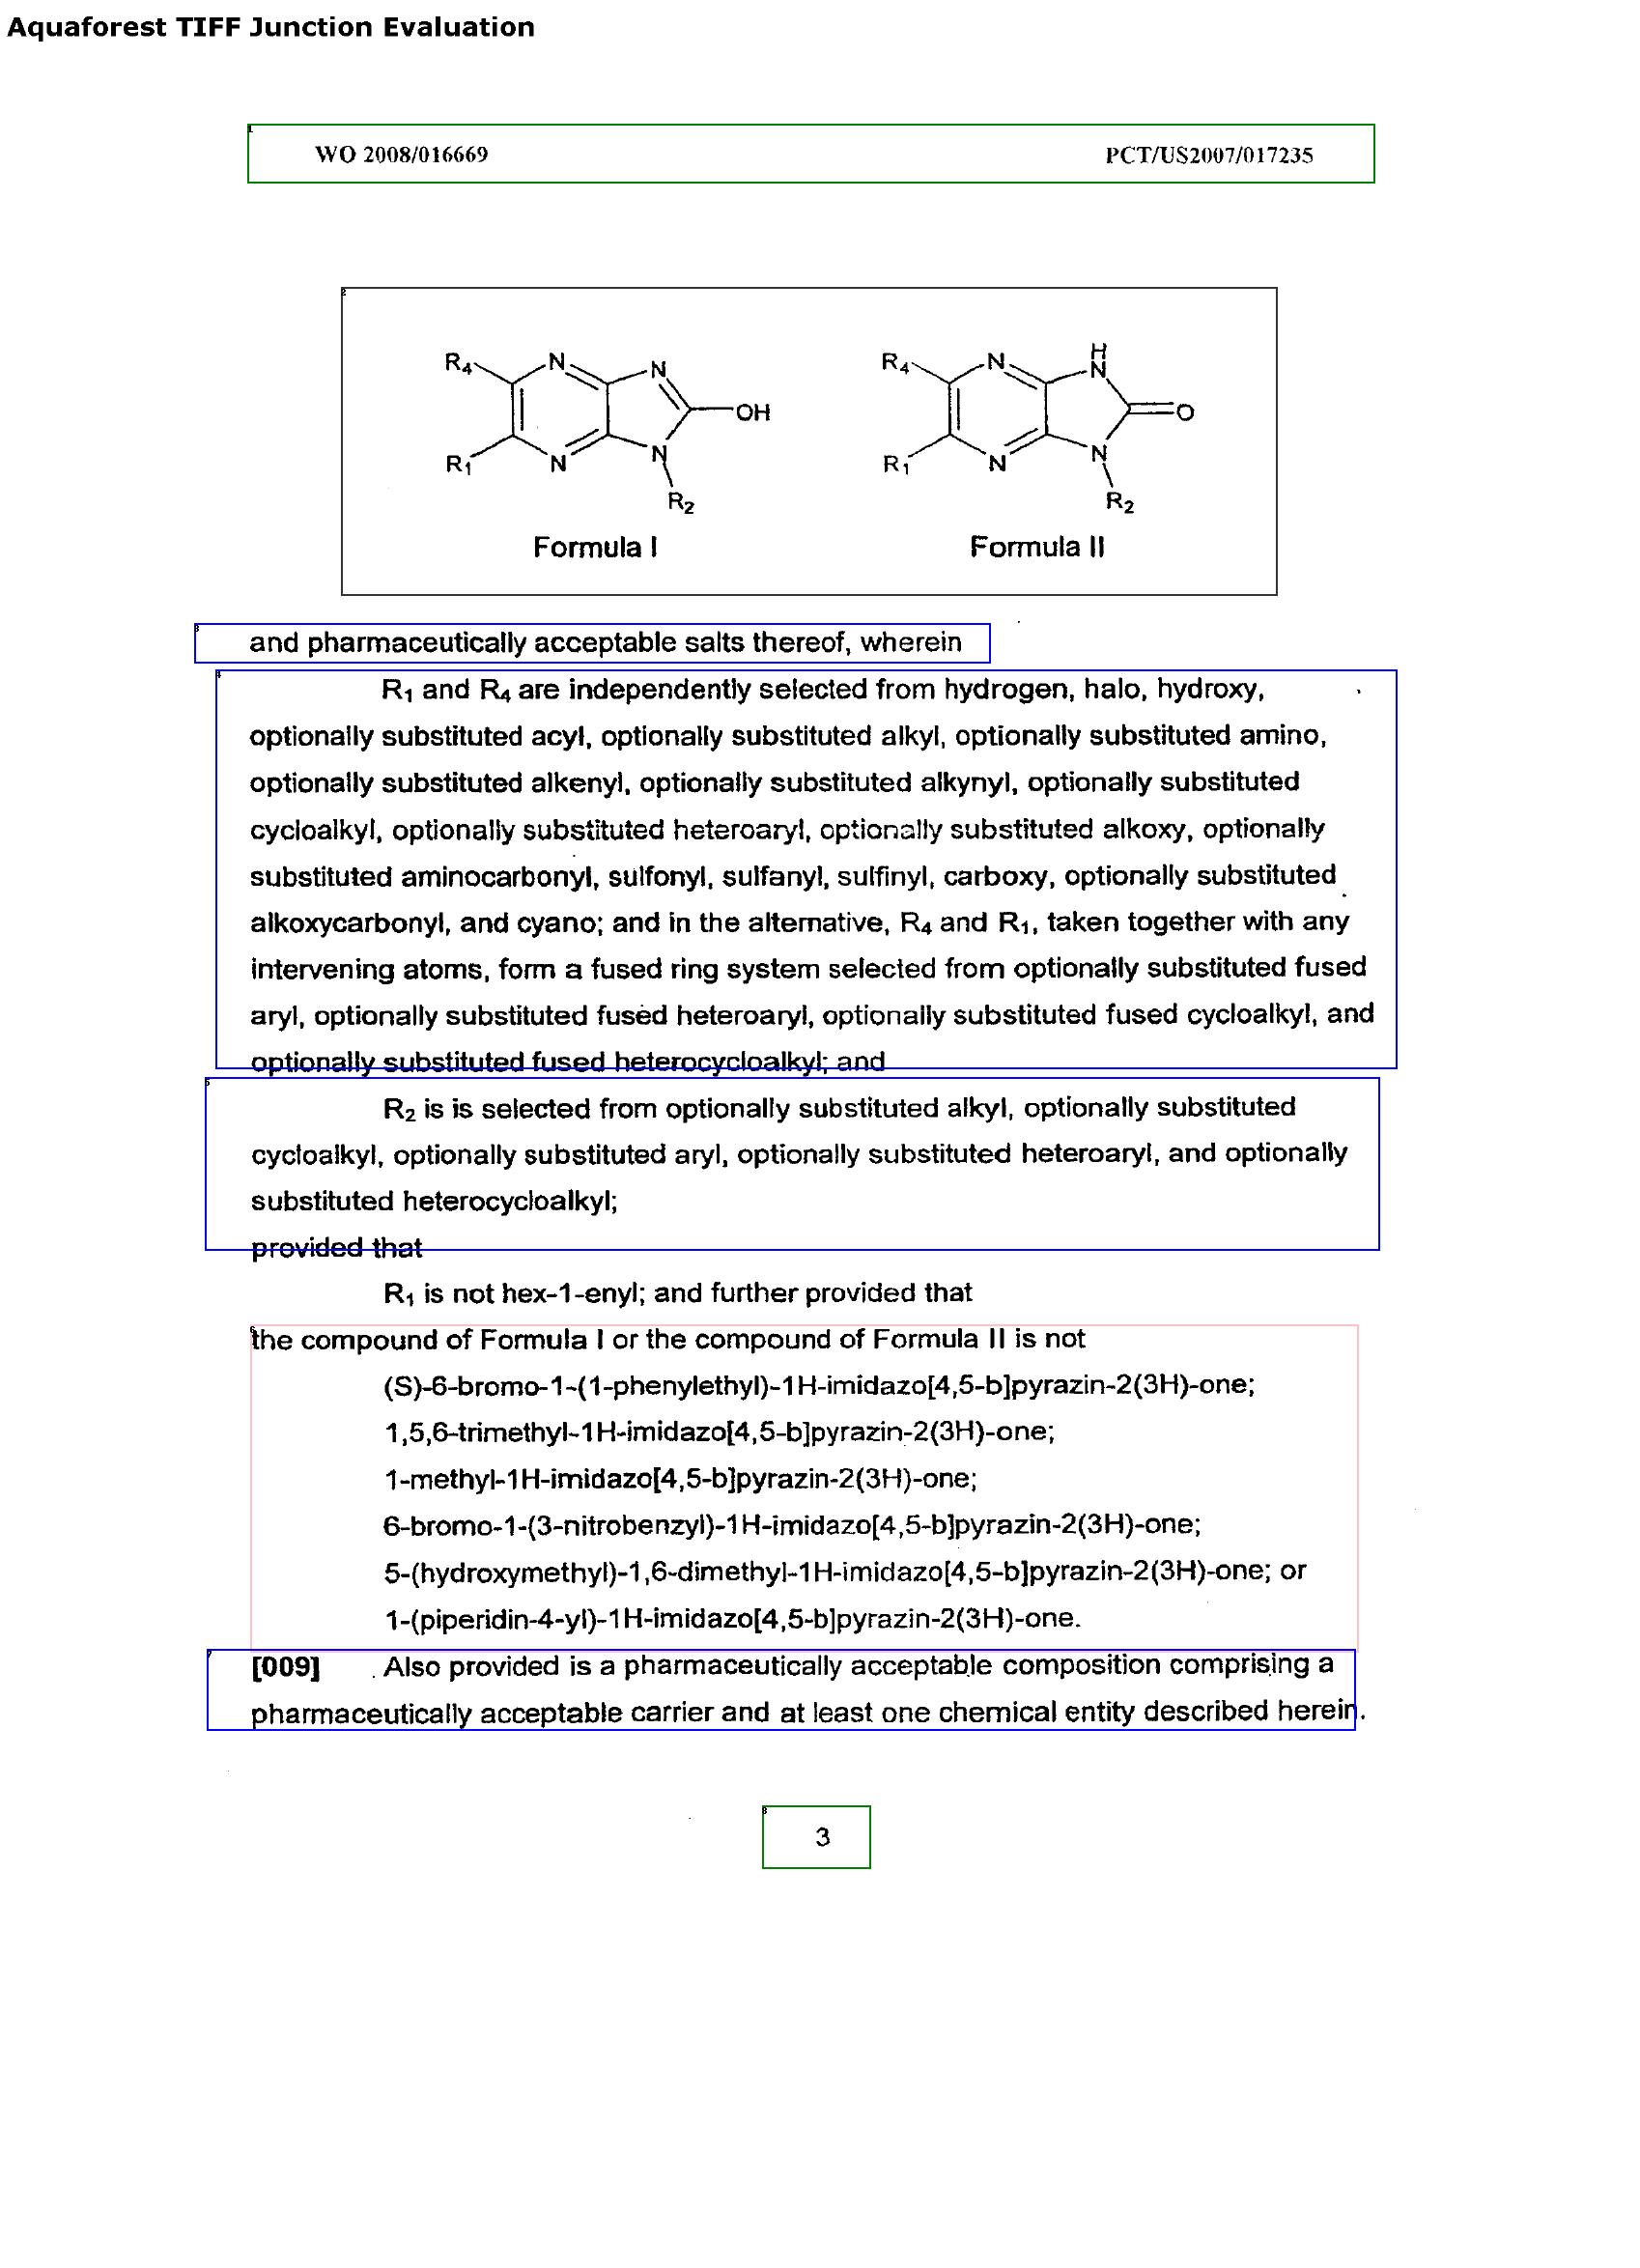 Aquaforest TIFF Junction Evaluation
WO 2008/016669 PCT/US2007/017235
R4 N N OH R1 N N R2
R4 N H N O R1 N N R2
Formula I Formula II
and pharmaceutically acceptable salts thereof, wherein
R1 and R4 are independently selected from hydrogen, halo, hydroxy,
optionally substituted acyl, optionally substituted alkyl, optionally substituted amino,
optionally substituted alkenyl, optionally substituted alkynyl, optionally substituted
cycloalkyl, optionally substituted heteroaryl, optionally substituted alkoxy, optionally
substituted aminocarbonyl, sulfonyl, sulfanyl, sulfinyl, carboxy, optionally substituted
alkoxycarbonyl, and cyano; and in the alternative, R4 and R1, taken together with any
intervening atoms, form a fused ring system selected from optionally substituted fused
aryl, optionally substituted fused heteroaryl, optionally substituted fused cycloalkyl, and
optionally substituted fused heterocycloalkyl; and
R2 is is selected from optionally substituted alkyl, optionally substituted
cycloalkyl, optionally substituted aryl, optionally substituted heteroaryl, and optionally
substituted heterocycloalkyl;
provided that
R1 is not hex-1-enyl; and further provided that
the compound of Formula I or the compound of Formula II is not
(S)-6-bromo-1-(1-phenylethyl)-1H-imidazo[4,5-b]pyrazin-2(3H)-one;
1,5,6-trimethyl-1H-imidazo[4,5-b]pyrazin-2(3H)-one;
1-methyl-1H-imidazo[4,5-b]pyrazin-2(3H)-one;
6-bromo-1-(3-nitrobenzyl)-1H-imidazo[4,5-b]pyrazin-2(3H)-one;
5-(hydroxymethyl)-1,6-dimethyl-1H-imidazo[4,5-b]pyrazin-2(3H)-one; or
1-(piperidin-4-yl)-1H-imidazo[4,5-b]pyrazin-2(3H)-one.
[009] Also provided is a pharmaceutically acceptable composition comprising a
pharmaceutically acceptable carrier and at least one chemical entity described herein.
3